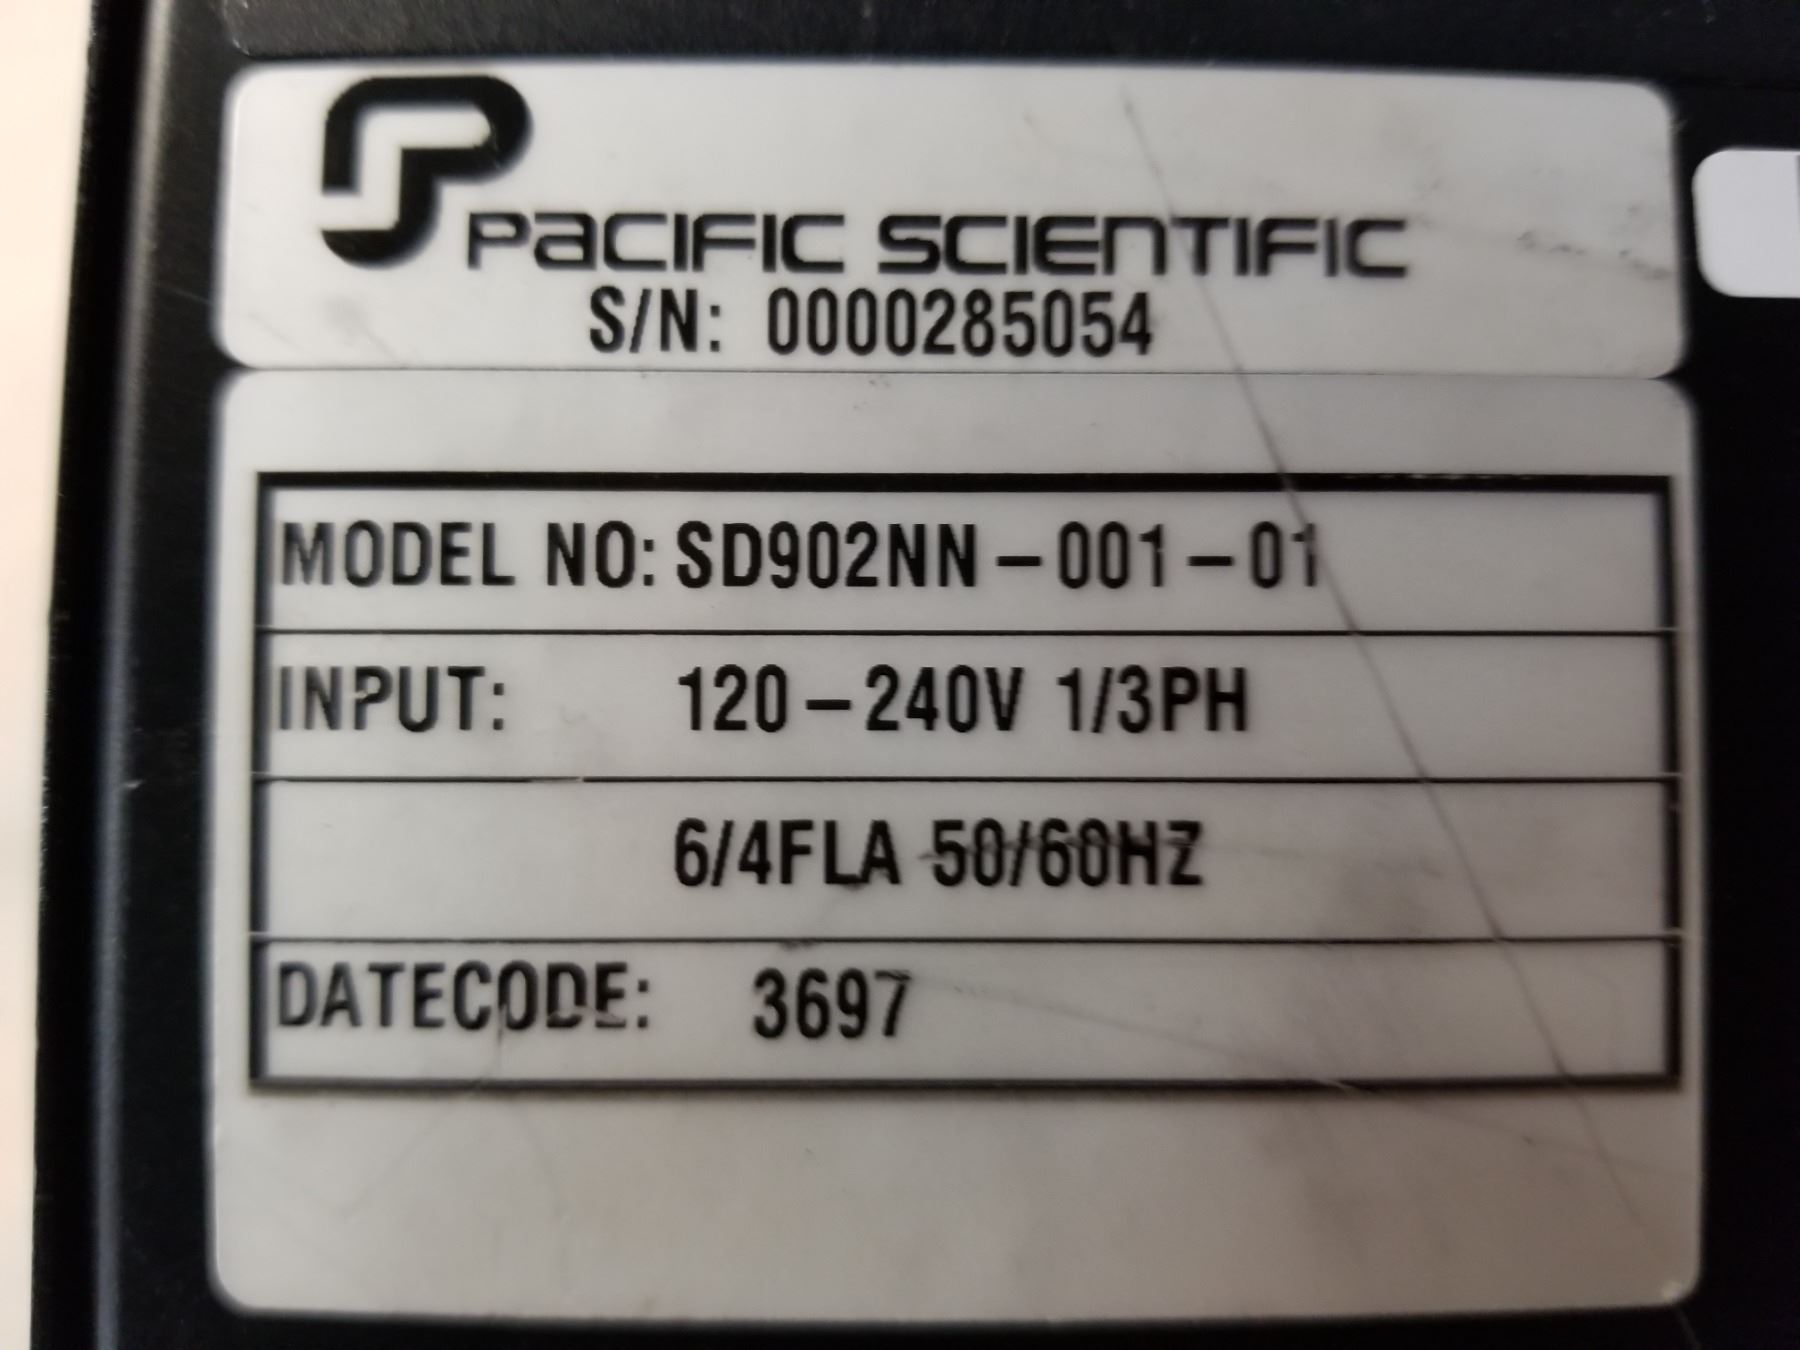 PACIFIC SCIENTIFIC
S/N: 0000285054
MODEL NO: SD902NN-001-01
INPUT: 120-240V 1/3PH
6/4FLA 50/60HZ
DATECODE: 3697